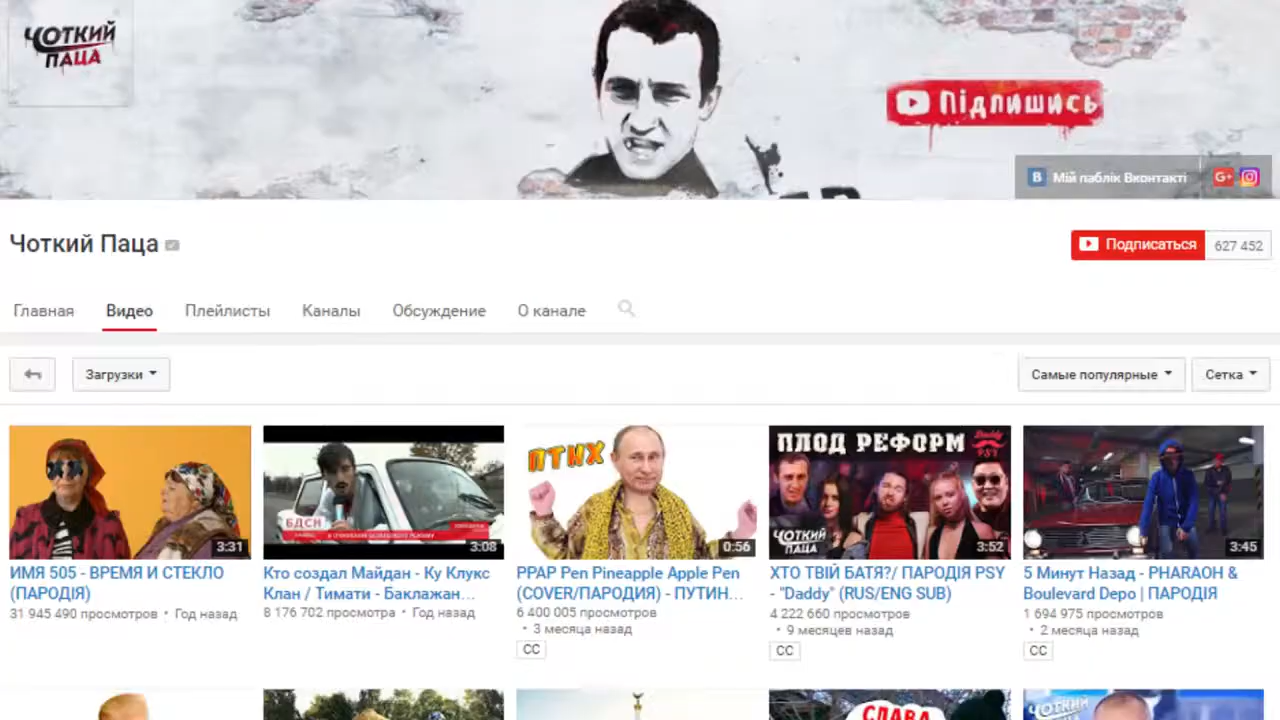 ЧОТКИЙ
ПАЦА
Підпишись
Мій паблік Вконтакті
G+
Чоткий Паца
Подписаться
627 452
Главная
Видео
Плейлисты
Каналы
Обсуждение
О канале
Загрузки
Самые популярные
Сетка
3:31
БДСН
3:08
ПТНХ
0:56
ПЛОД РЕФОРМ
Daddy
PSY
ЧОТКИЙ
ПАЦА
3:52
3:45
ИМЯ 505 - ВРЕМЯ И СТЕКЛО
(ПАРОДІЯ)
31 945 490 просмотров • Год назад
Кто создал Майдан - Ку Клукс
Клан / Тимати - Баклажан...
8 176 702 просмотра • Год назад
PPAP Pen Pineapple Apple Pen
(COVER/ПАРОДИЯ) - ПУТИН...
6 400 005 просмотров
• 3 месяца назад
CC
ХТО ТВІЙ БАТЯ?/ ПАРОДІЯ PSY
- "Daddy" (RUS/ENG SUB)
4 222 660 просмотров
• 9 месяцев назад
CC
5 Минут Назад - PHARAOH &
Boulevard Depo | ПАРОДІЯ
1 694 975 просмотров
• 2 месяца назад
CC
СЛАВА
ЧОТКИЙ